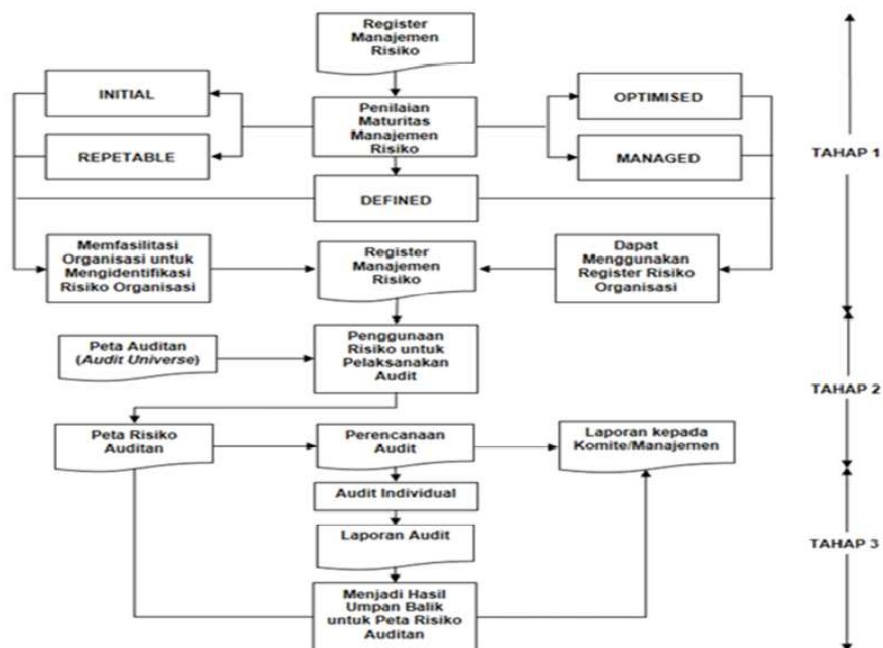 Register
Manajemen
Risiko
INITIAL
OPTIMISED
Penilaian
Maturitas
Manajemen
Risiko
REPETABLE
MANAGED
TAHAP 1
DEFINED
Memfasilitasi
Organisasi untuk
Mengidentifikasi
Risiko Organisasi
Register
Manajemen
Risiko
Dapat
Menggunakan
Register Risiko
Organisasi
Peta Auditan
(Audit Universe)
Penggunaan
Risiko untuk
Pelaksanakan
Audit
TAHAP 2
Peta Risiko
Auditan
Perencanaan
Audit
Laporan kepada
Komite/Manajemen
Audit Individual
Laporan Audit
TAHAP 3
Menjadi Hasil
Umpan Balik
untuk Peta Risiko
Auditan